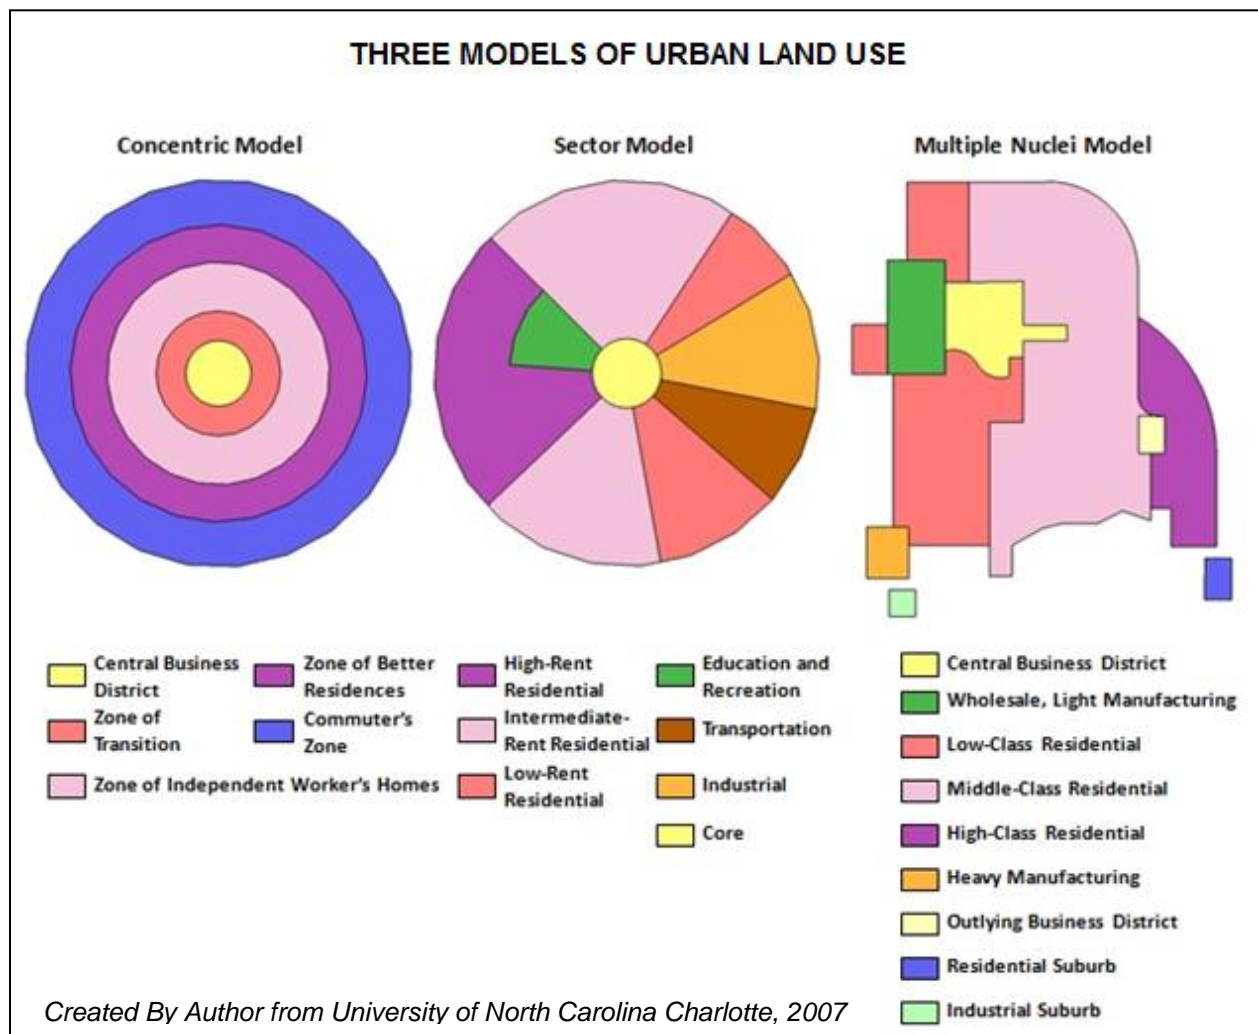 THREE MODELS OF URBAN LAND USE
Concentric Model
Sector Model
Multiple Nuclei Model
Central Business
District
Zone of
Transition
Zone of Independent Worker's Homes
Zone of Better
Residences
Commuter's
Zone
High-Rent
Residential
Intermediate-
Rent Residential
Low-Rent
Residential
Education and
Recreation
Transportation
Industrial
Core
Central Business District
Wholesale, Light Manufacturing
Low-Class Residential
Middle-Class Residential
High-Class Residential
Heavy Manufacturing
Outlying Business District
Residential Suburb
Industrial Suburb
Created By Author from University of North Carolina Charlotte, 2007